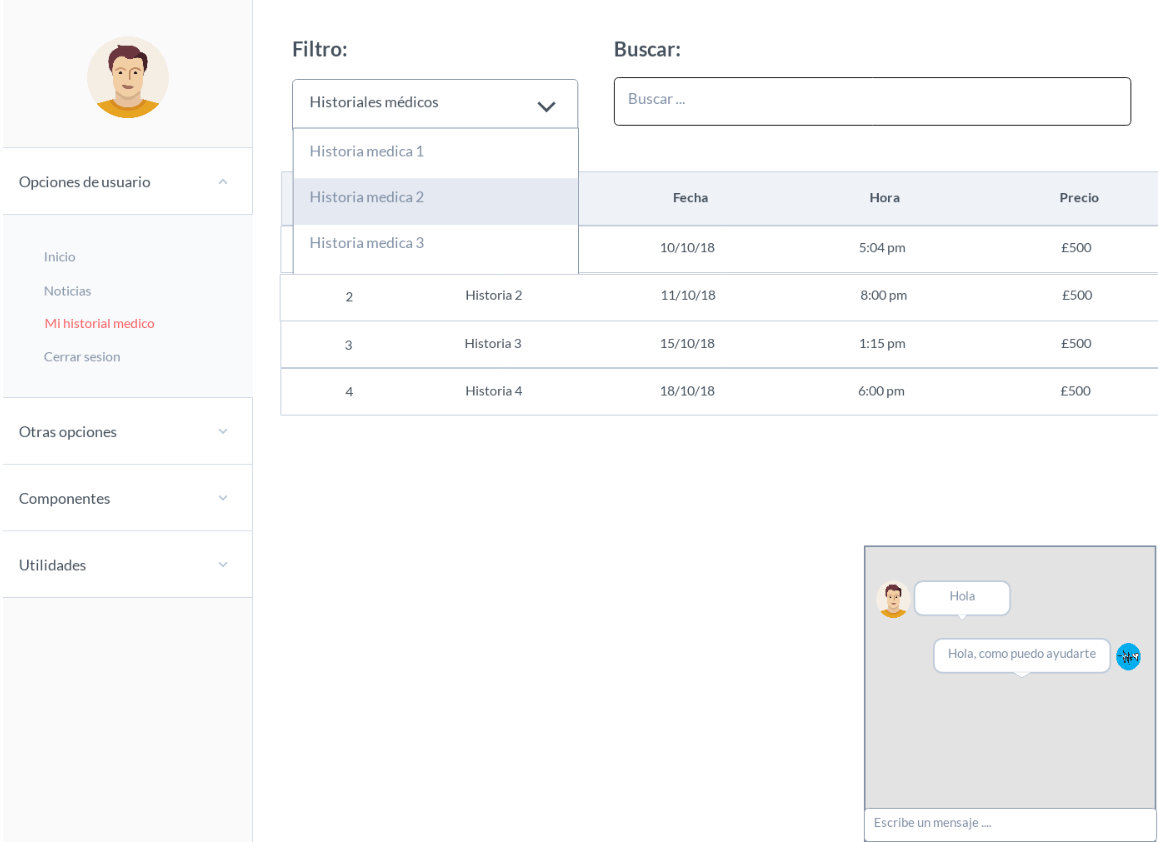 Filtro:
Buscar:
Historiales médicos
Buscar ...
Historia medica 1
Historia medica 2
Historia medica 3
Opciones de usuario
Inicio
Noticias
Mi historial medico
Cerrar sesion
Otras opciones
Componentes
Utilidades
Fecha Hora Precio
10/10/18 5:04 pm £500
2 Historia 2 11/10/18 8:00 pm £500
3 Historia 3 15/10/18 1:15 pm £500
4 Historia 4 18/10/18 6:00 pm £500
Hola
Hola, como puedo ayudarte
Escribe un mensaje ....